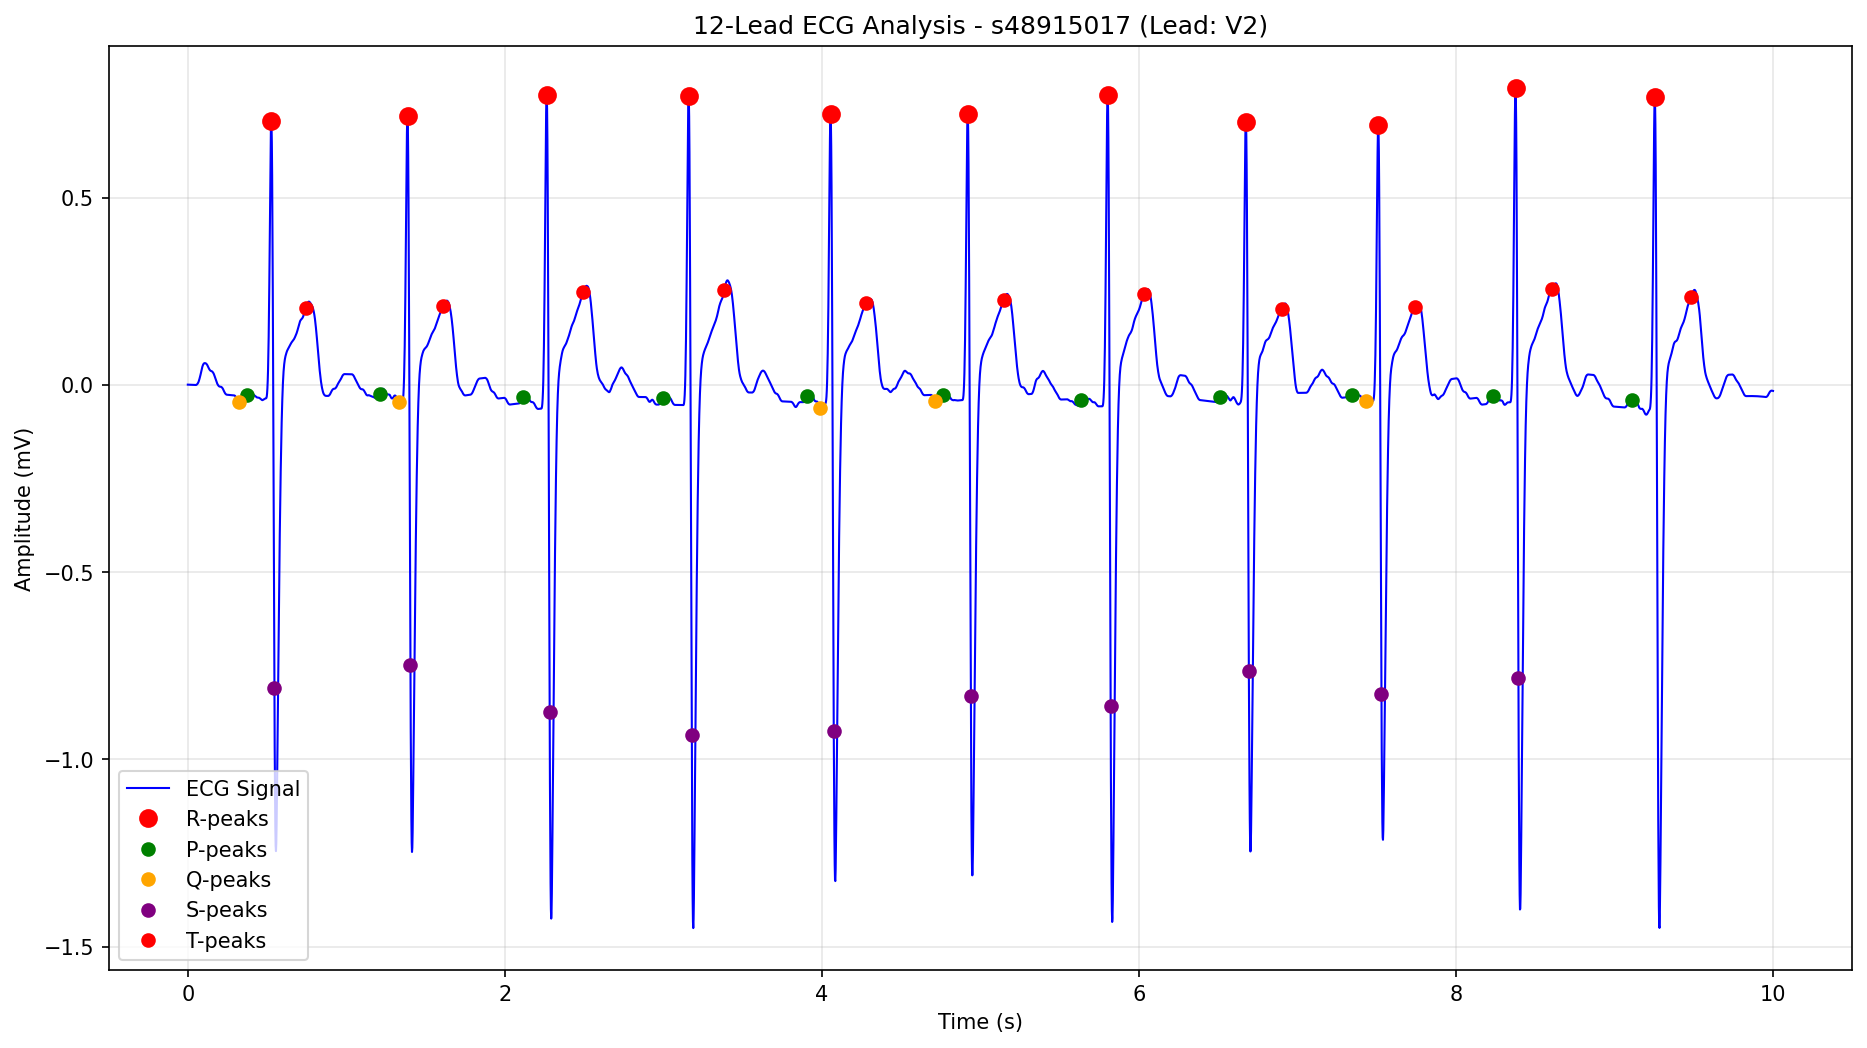 12-Lead ECG Analysis - s48915017 (Lead: V2)
Amplitude (mV)
0.5
0.0
−0.5
−1.0
−1.5
ECG Signal
R-peaks
P-peaks
Q-peaks
S-peaks
T-peaks
0 2 4 6 8 10
Time (s)